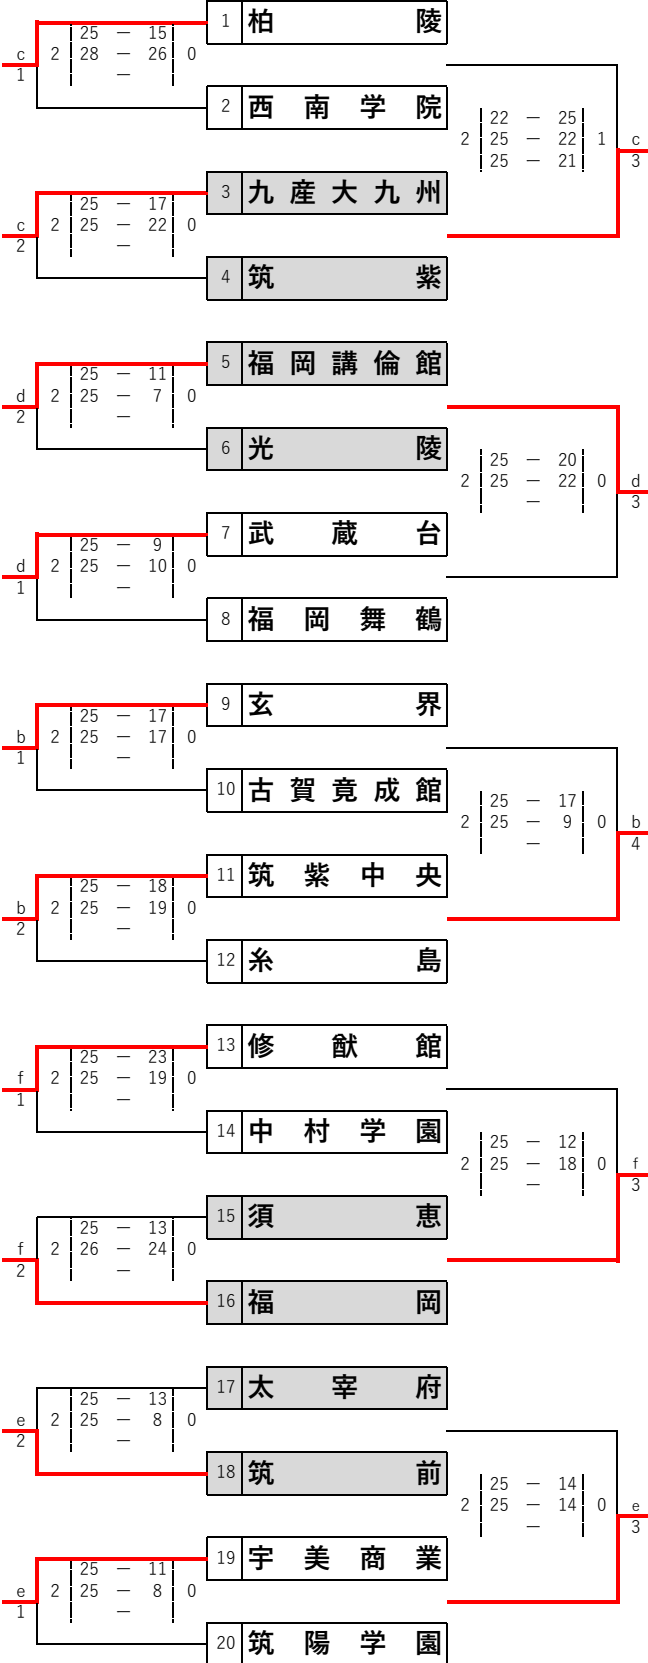 1 柏陵
25 — 15
c 2 28 — 26 0
1 —
2 西南学院
22 — 25
2 25 — 22 1 c
25 — 21 3
3 九産大九州
25 — 17
c 2 25 — 22 0
2 —
4 筑紫
5 福岡講倫館
25 — 11
d 2 25 — 7 0
2 —
6 光陵
25 — 20
2 25 — 22 0 d
— 3
7 武蔵台
25 — 9
d 2 25 — 10 0
1 —
8 福岡舞鶴
9 玄界
25 — 17
b 2 25 — 17 0
1 —
10 古賀竟成館
25 — 17
2 25 — 9 0 b
— 4
11 筑紫中央
25 — 18
b 2 25 — 19 0
2 —
12 糸島
13 修猷館
25 — 23
f 2 25 — 19 0
1 —
14 中村学園
25 — 12
2 25 — 18 0 f
— 3
15 須恵
25 — 13
f 2 26 — 24 0
2 —
16 福岡
17 太宰府
25 — 13
e 2 25 — 8 0
2 —
18 筑前
25 — 14
2 25 — 14 0 e
— 3
19 宇美商業
25 — 11
e 2 25 — 8 0
1 —
20 筑陽学園